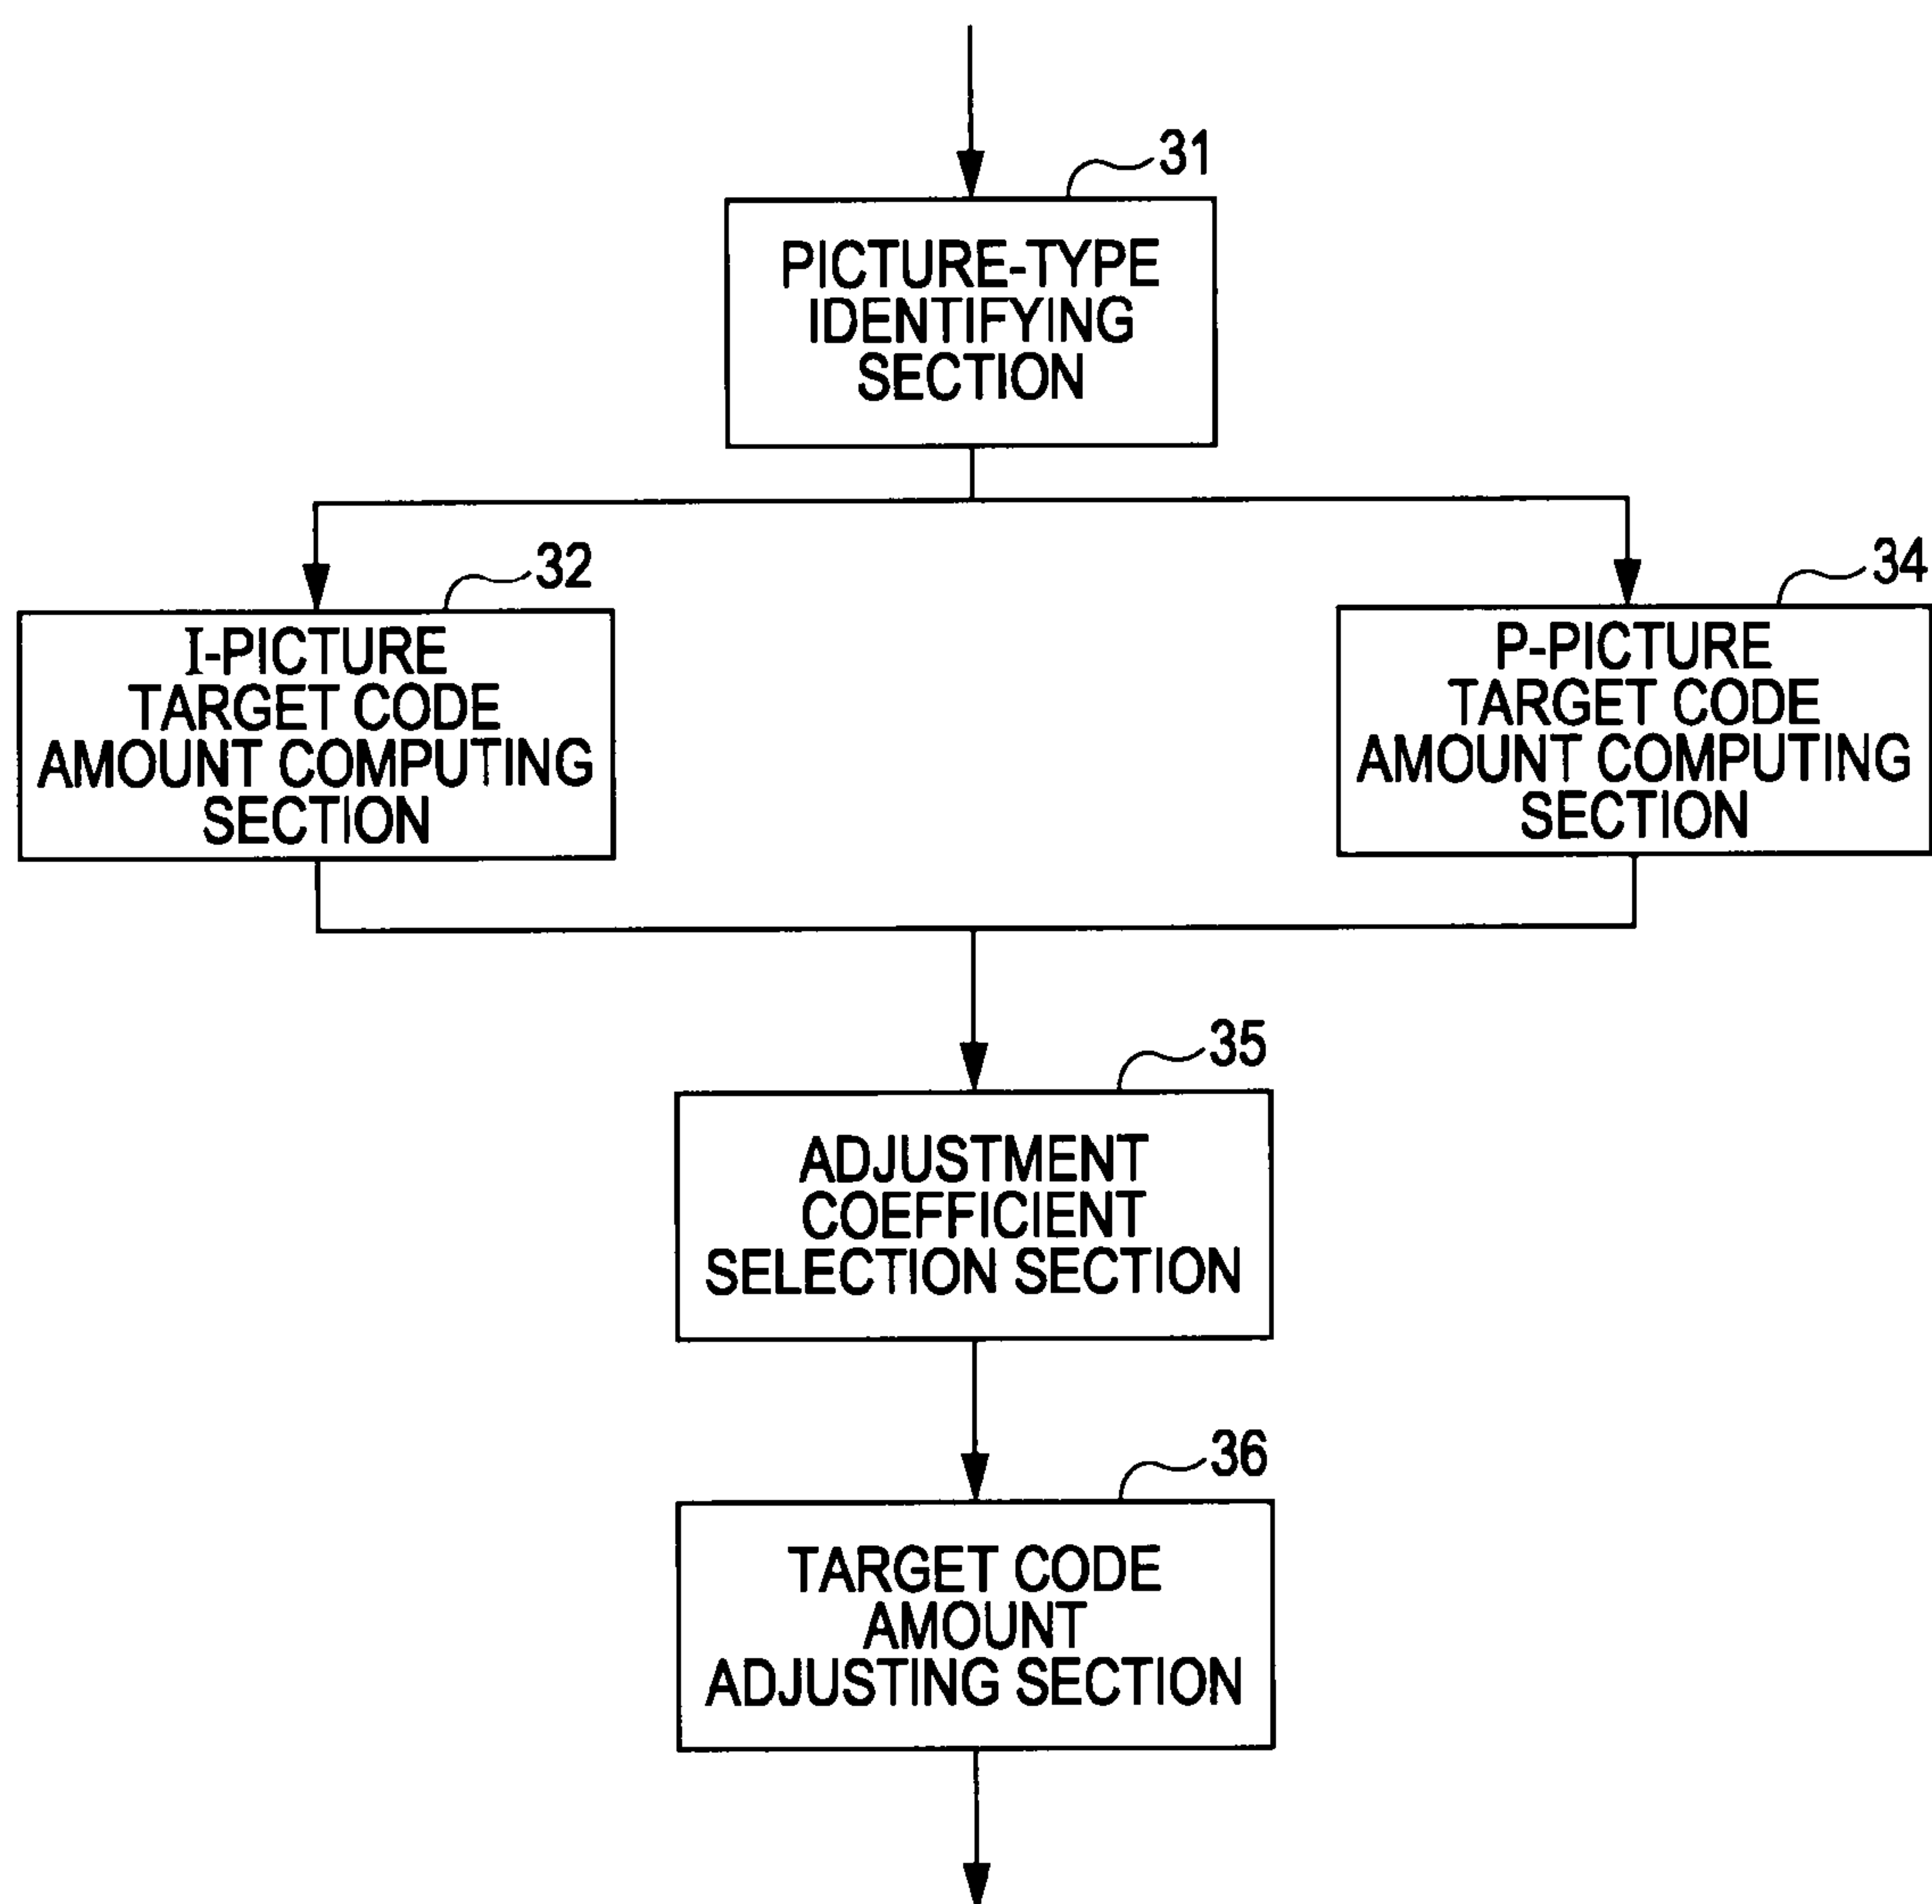 31
PICTURE-TYPE
IDENTIFYING
SECTION
32
I-PICTURE
TARGET CODE
AMOUNT COMPUTING
SECTION
34
P-PICTURE
TARGET CODE
AMOUNT COMPUTING
SECTION
35
ADJUSTMENT
COEFFICIENT
SELECTION SECTION
36
TARGET CODE
AMOUNT
ADJUSTING SECTION